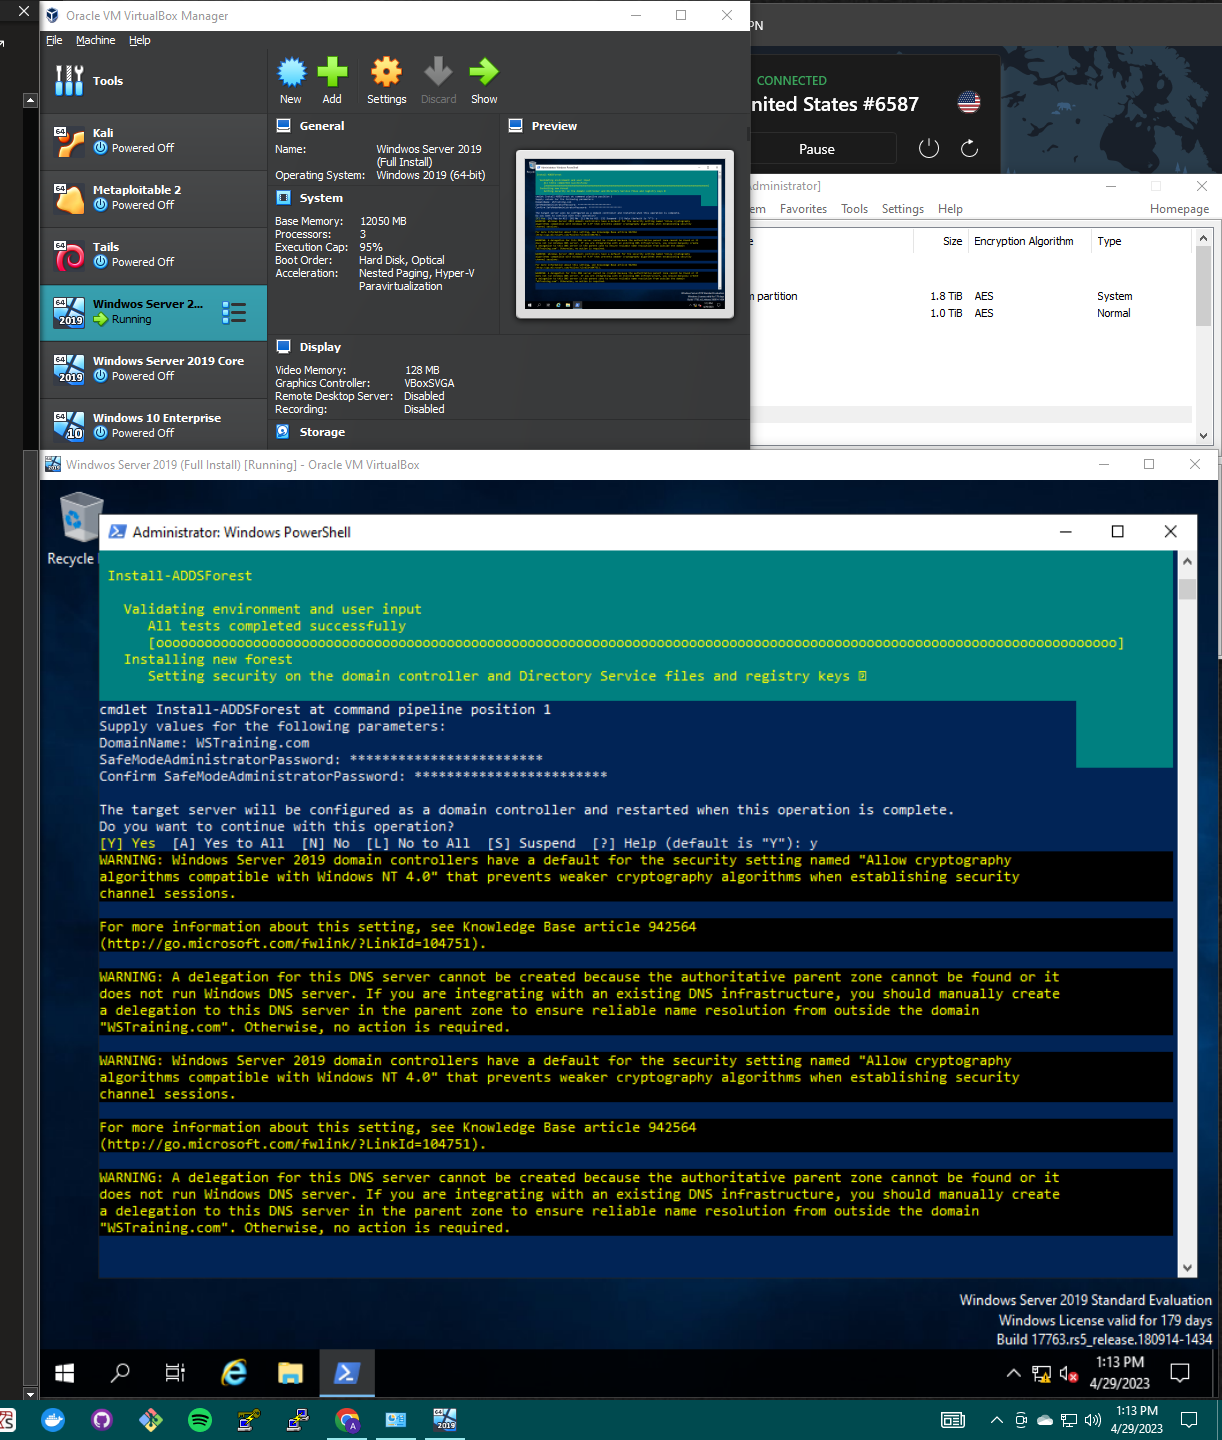 Oracle VM VirtualBox Manager
File Machine Help
Tools
New Add Settings Discard Show
Kali
Powered Off
Metaploitable 2
Powered Off
Tails
Powered Off
Windwos Server 2...
Running
Windows Server 2019 Core
Powered Off
Windows 10 Enterprise
Powered Off
General
Name: Windwos Server 2019
(Full Install)
Operating System: Windows 2019 (64-bit)
System
Base Memory: 12050 MB
Processors: 3
Execution Cap: 95%
Boot Order: Hard Disk, Optical
Acceleration: Nested Paging, Hyper-V
Paravirtualization
Preview
Display
Video Memory: 128 MB
Graphics Controller: VBoxSVGA
Remote Desktop Server: Disabled
Recording: Disabled
Storage
PN
CONNECTED
nited States #6587
Pause
dministrator]
em Favorites Tools Settings Help Homepage
e Size Encryption Algorithm Type
n partition 1.8 TiB AES System
1.0 TiB AES Normal
Windwos Server 2019 (Full Install) [Running] - Oracle VM VirtualBox
Recycle
Administrator: Windows PowerShell
Install-ADDSForest
Validating environment and user input
All tests completed successfully
[oooooooooooooooooooooooooooooooooooooooooooooooooooooooooooooooooooooooooooooooooooooooooooooooooooooooooooooooooooooooo]
Installing new forest
Setting security on the domain controller and Directory Service files and registry keys
cmdlet Install-ADDSForest at command pipeline position 1
Supply values for the following parameters:
DomainName: WSTraining.com
SafeModeAdministratorPassword: ************************
Confirm SafeModeAdministratorPassword: ************************
The target server will be configured as a domain controller and restarted when this operation is complete.
Do you want to continue with this operation?
[Y] Yes [A] Yes to All [N] No [L] No to All [S] Suspend [?] Help (default is "Y"): y
WARNING: Windows Server 2019 domain controllers have a default for the security setting named "Allow cryptography
algorithms compatible with Windows NT 4.0" that prevents weaker cryptography algorithms when establishing security
channel sessions.
For more information about this setting, see Knowledge Base article 942564
(http://go.microsoft.com/fwlink/?LinkId=104751).
WARNING: A delegation for this DNS server cannot be created because the authoritative parent zone cannot be found or it
does not run Windows DNS server. If you are integrating with an existing DNS infrastructure, you should manually create
a delegation to this DNS server in the parent zone to ensure reliable name resolution from outside the domain
"WSTraining.com". Otherwise, no action is required.
WARNING: Windows Server 2019 domain controllers have a default for the security setting named "Allow cryptography
algorithms compatible with Windows NT 4.0" that prevents weaker cryptography algorithms when establishing security
channel sessions.
For more information about this setting, see Knowledge Base article 942564
(http://go.microsoft.com/fwlink/?LinkId=104751).
WARNING: A delegation for this DNS server cannot be created because the authoritative parent zone cannot be found or it
does not run Windows DNS server. If you are integrating with an existing DNS infrastructure, you should manually create
a delegation to this DNS server in the parent zone to ensure reliable name resolution from outside the domain
"WSTraining.com". Otherwise, no action is required.
Windows Server 2019 Standard Evaluation
Windows License valid for 179 days
Build 17763.rs5_release.180914-1434
1:13 PM
4/29/2023
1:13 PM
4/29/2023